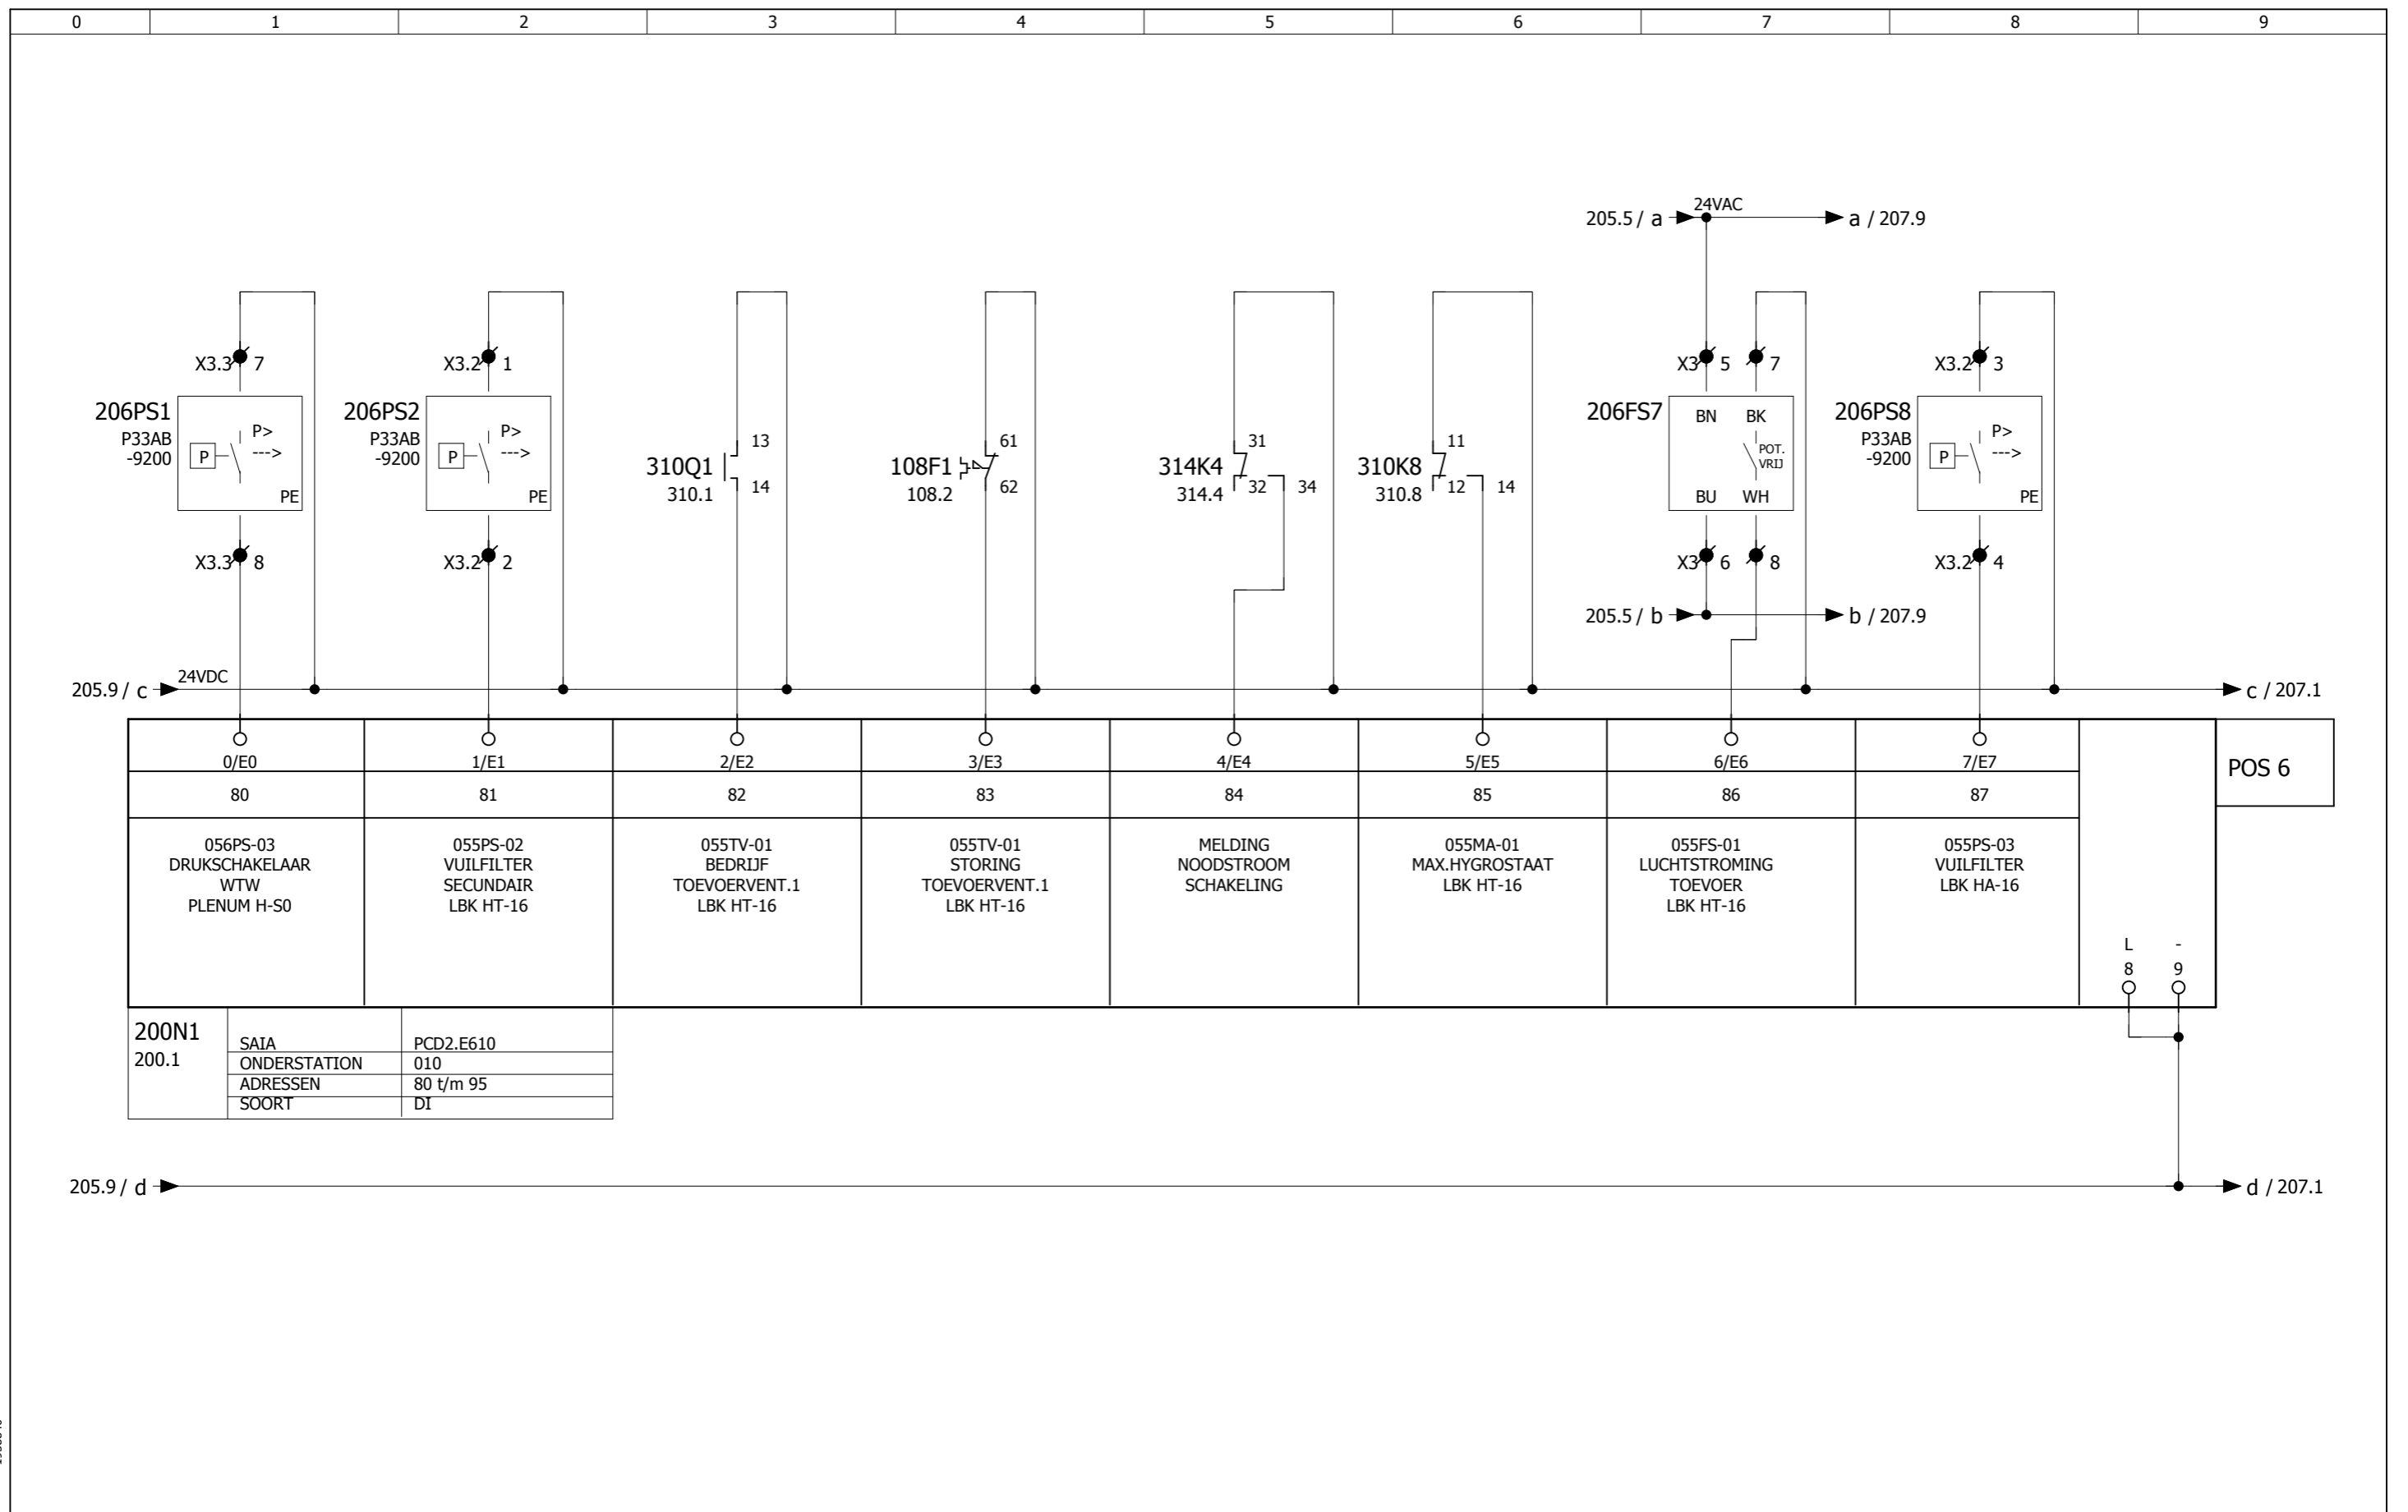 0 1 2 3 4 5 6 7 8 9
24VAC
205.5 / a a / 207.9
X3.3 7 X3.2 1 X3 5 7 X3.2 3
206PS1
P33AB
-9200
P
P>
--->
PE
206PS2
P33AB
-9200
P
P>
--->
PE
310Q1
310.1
13
14
108F1
108.2
61
62
314K4
314.4
31
32 34
310K8
310.8
11
12 14
206FS7
BN BK
POT.
VRIJ
BU WH
206PS8
P33AB
-9200
P
P>
--->
PE
X3.3 8 X3.2 2 X3 6 8 X3.2 4
205.5 / b b / 207.9
24VDC
205.9 / c c / 207.1
0/E0 1/E1 2/E2 3/E3 4/E4 5/E5 6/E6 7/E7
POS 6
80 81 82 83 84 85 86 87
056PS-03
DRUKSCHAKELAAR
WTW
PLENUM H-S0
055PS-02
VUILFILTER
SECUNDAIR
LBK HT-16
055TV-01
BEDRIJF
TOEVOERVENT.1
LBK HT-16
055TV-01
STORING
TOEVOERVENT.1
LBK HT-16
MELDING
NOODSTROOM
SCHAKELING
055MA-01
MAX.HYGROSTAAT
LBK HT-16
055FS-01
LUCHTSTROMING
TOEVOER
LBK HT-16
055PS-03
VUILFILTER
LBK HA-16
L -
8 9
200N1
200.1
SAIA PCD2.E610
ONDERSTATION 010
ADRESSEN 80 t/m 95
SOORT DI
205.9 / d d / 207.1